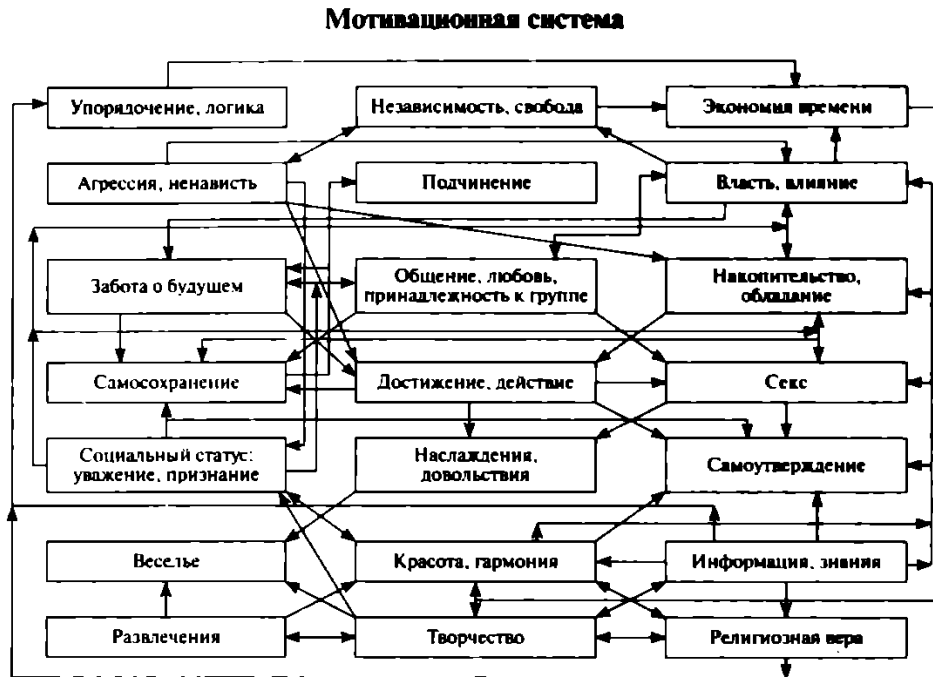 Мотивационная система
Упорядочение, логика
Независимость, свобода
Экономия времени
Агрессия, ненависть
Подчинение
Власть, влияние
Забота о будущем
Общение, любовь,
принадлежность к группе
Накопительство,
обладание
Самосохранение
Достижение, действие
Секс
Социальный статус:
уважение, признание
Наслаждения,
довольствия
Самоутверждение
Веселье
Красота, гармония
Информация, знания
Развлечения
Творчество
Религиозная вера